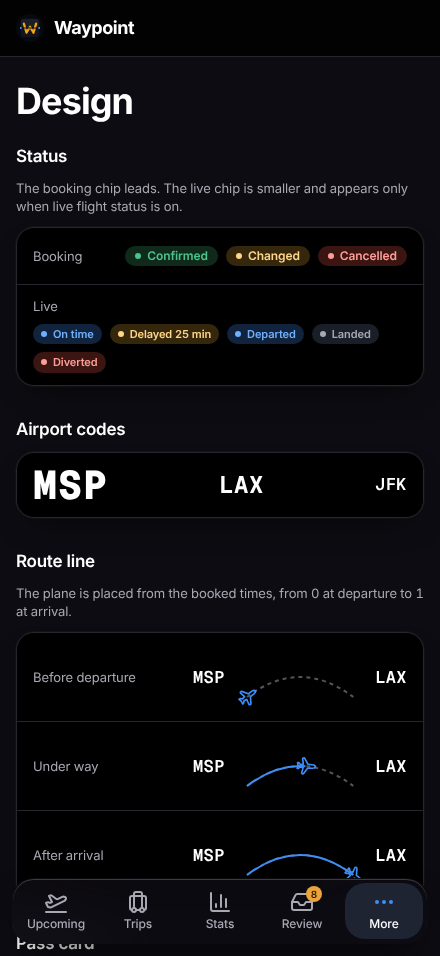 Waypoint
Design
Status
The booking chip leads. The live chip is smaller and appears only
when live flight status is on.
Booking
Confirmed
Changed
Cancelled
Live
On time
Delayed 25 min
Departed
Landed
Diverted
Airport codes
MSP
LAX
JFK
Route line
The plane is placed from the booked times, from 0 at departure to 1
at arrival.
Before departure
MSP
LAX
Under way
MSP
LAX
After arrival
MSP
LAX
Upcoming
Trips
Stats
8
Review
More
Pass card